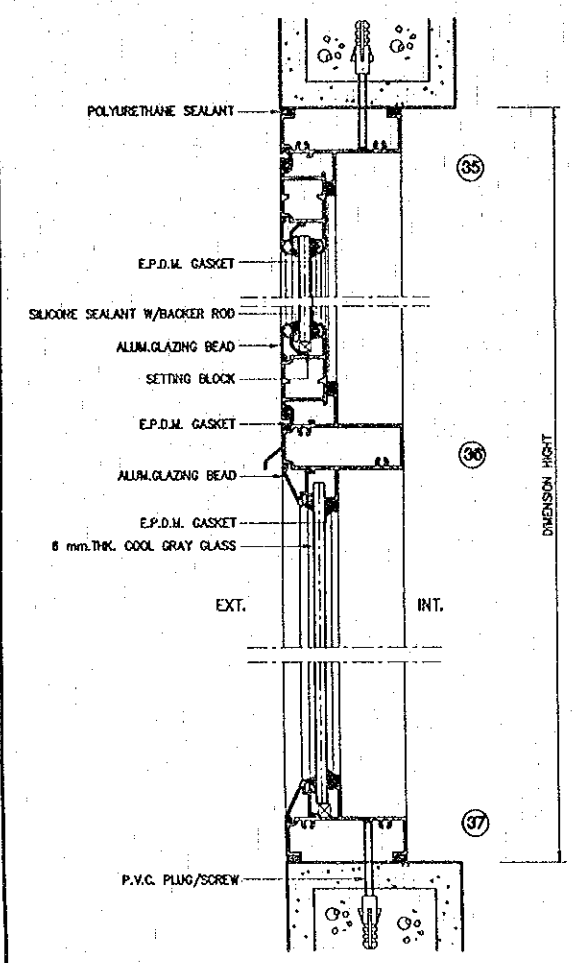 POLYURETHANE SEALANT
35
E.P.D.M. GASKET
SILICONE SEALANT W/BACKER ROD
ALUM.GLAZING BEAD
SETTING BLOCK
E.P.D.M. GASKET
36
ALUM.GLAZING BEAD
E.P.D.M. GASKET
6 mm.THK. COOL GRAY GLASS
DIMENSION HIGHT
EXT.
INT.
37
P.V.C. PLUG/SCREW